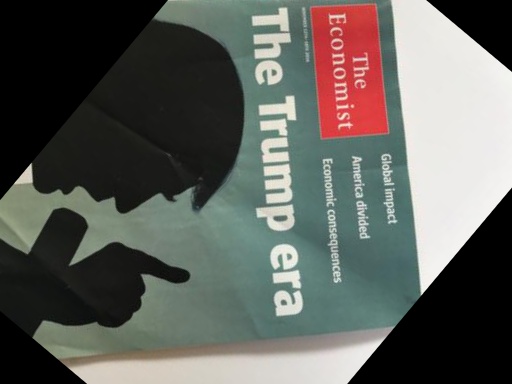 The
Economist
Global impact
America divided
Economic consequences
The Trump era